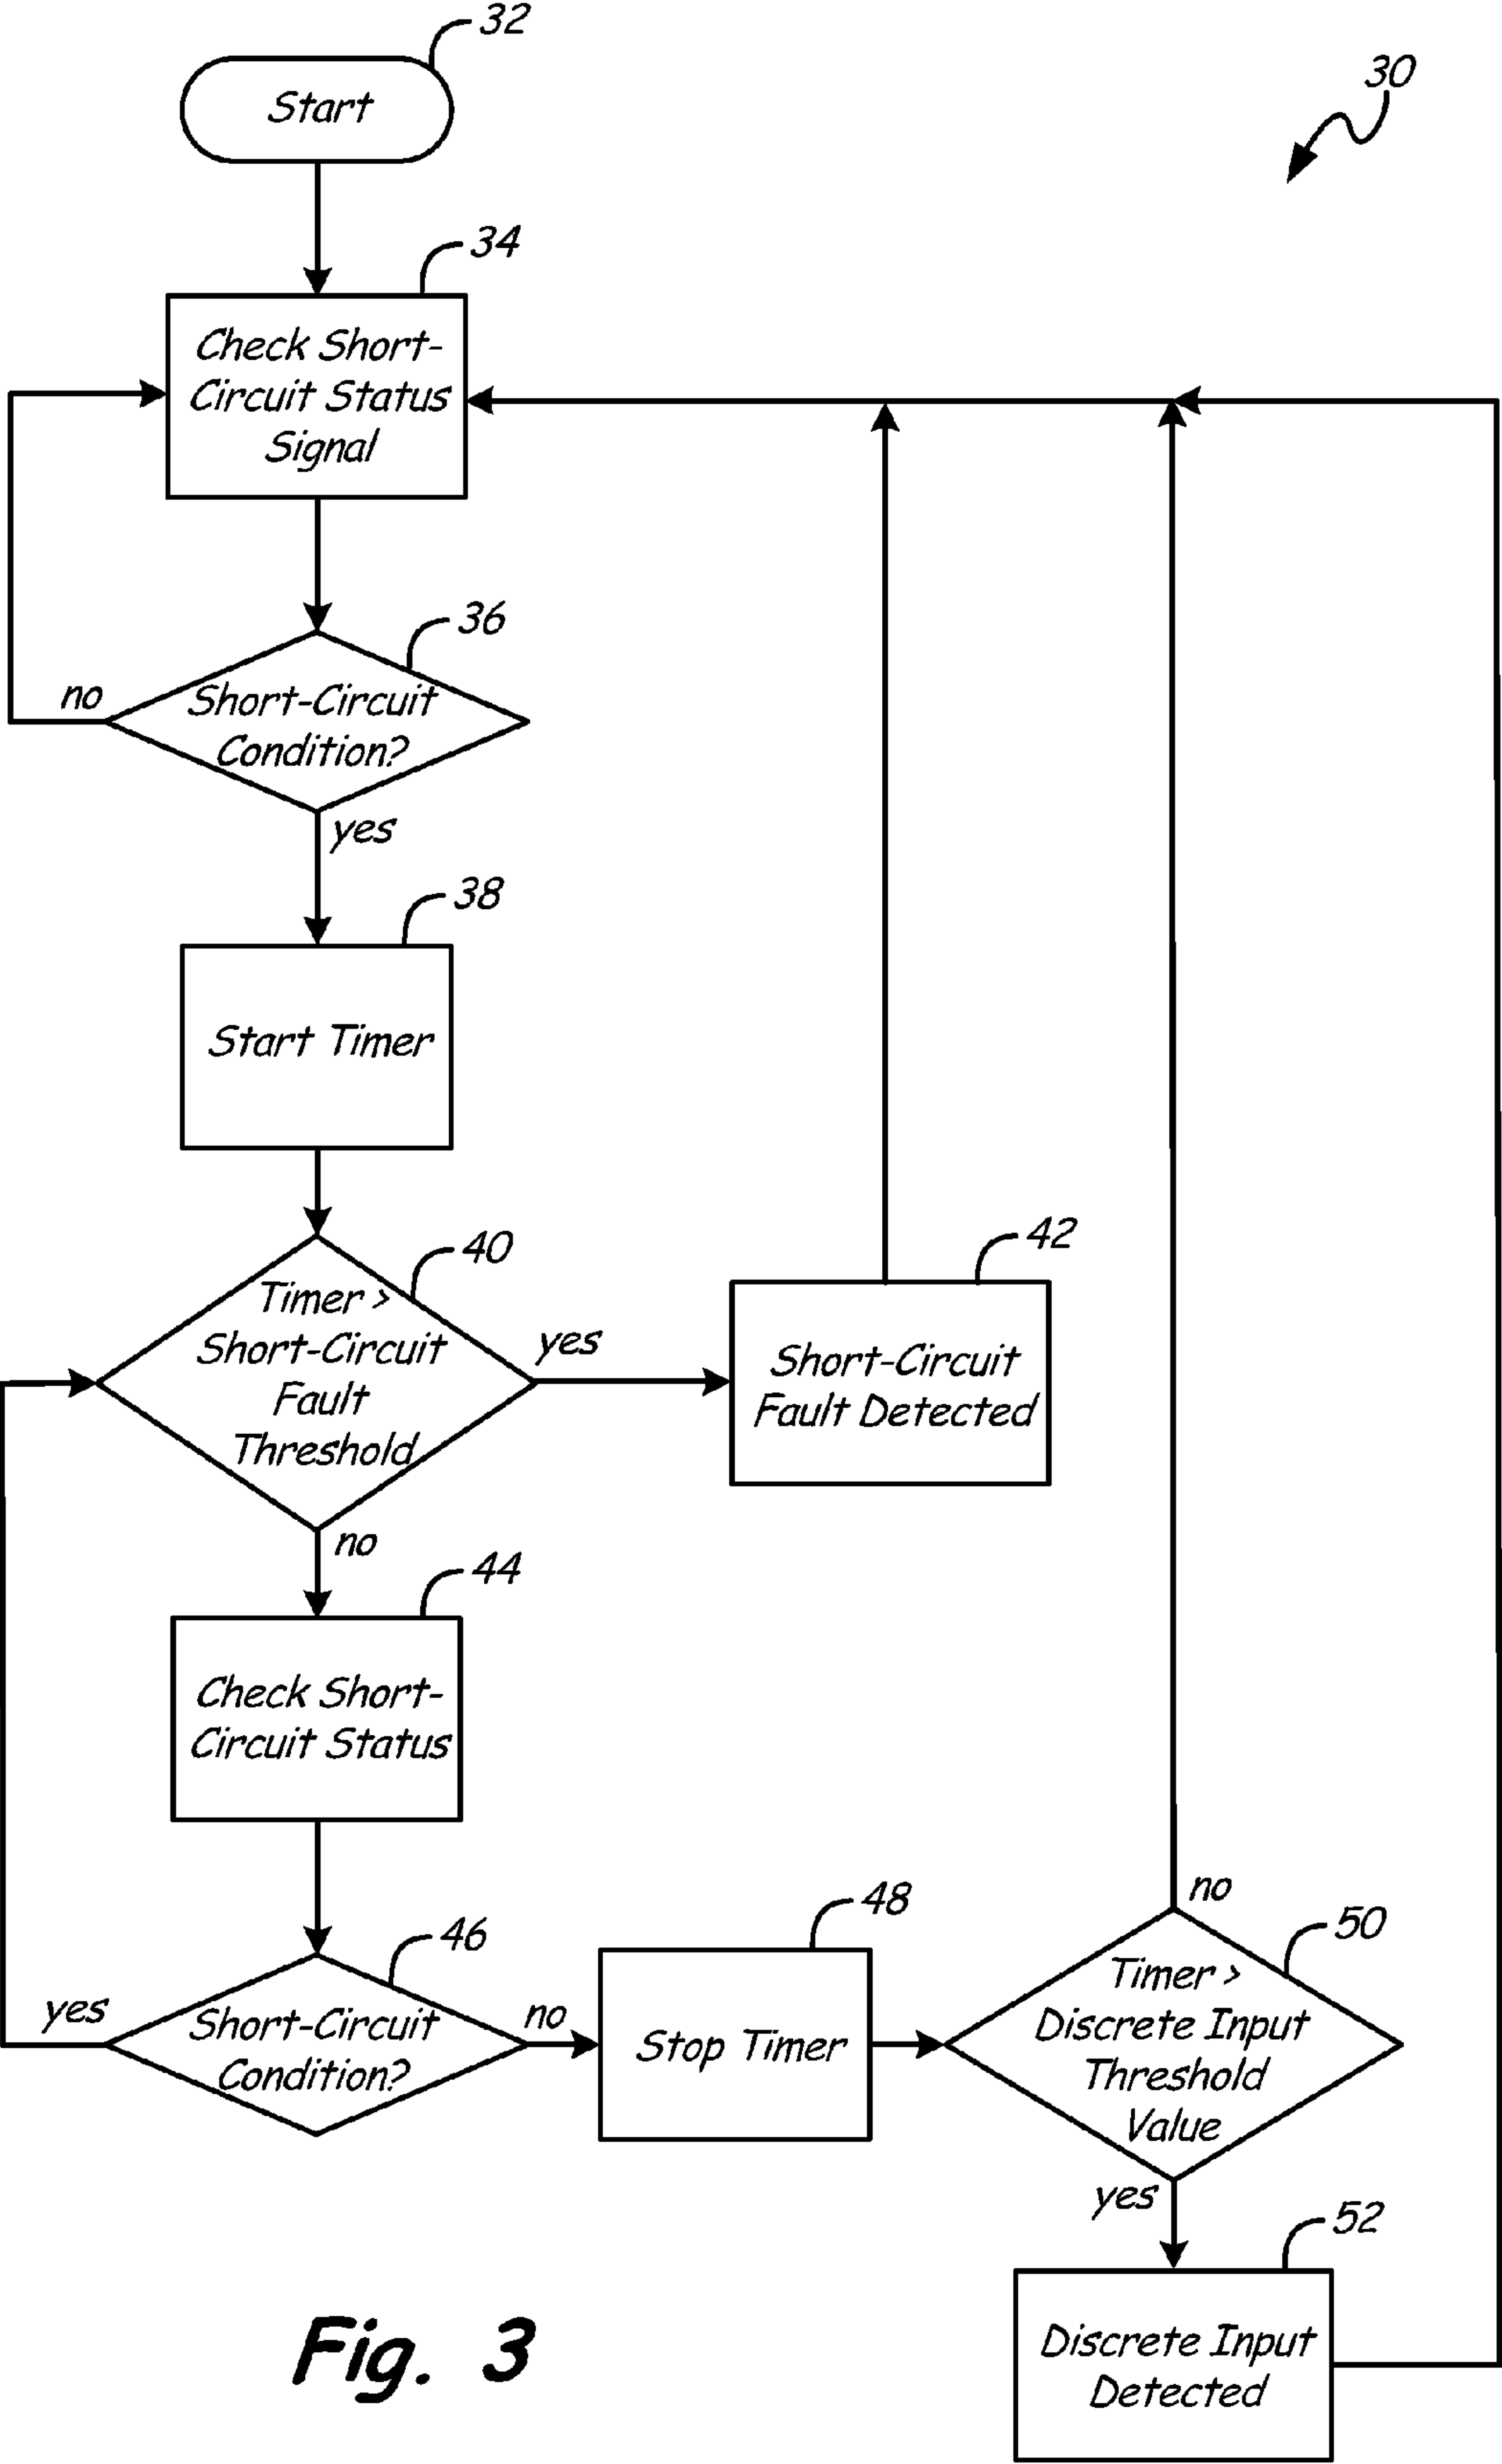 32
Start
30
34
Check Short-
Circuit Status
Signal
36
no
Short-Circuit
Condition?
yes
38
Start Timer
40
Timer >
Short-Circuit
Fault
Threshold
yes
42
Short-Circuit
Fault Detected
no
44
Check Short-
Circuit Status
46
yes
Short-Circuit
Condition?
no
48
Stop Timer
no
50
Timer >
Discrete Input
Threshold
Value
yes
52
Discrete Input
Detected
Fig. 3